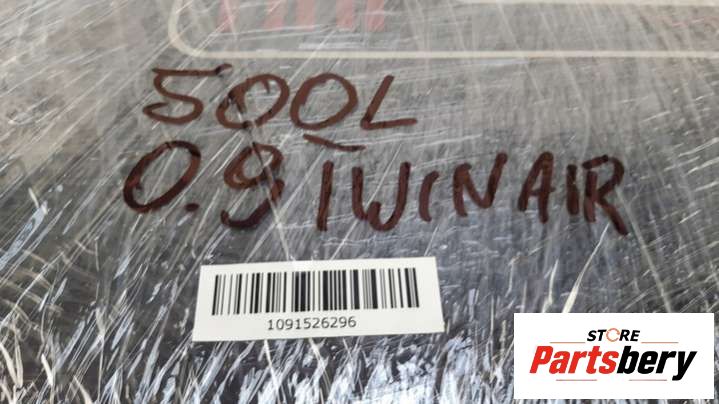 500L
0.9 TWINAIR
1091526296
STORE
Partsbery